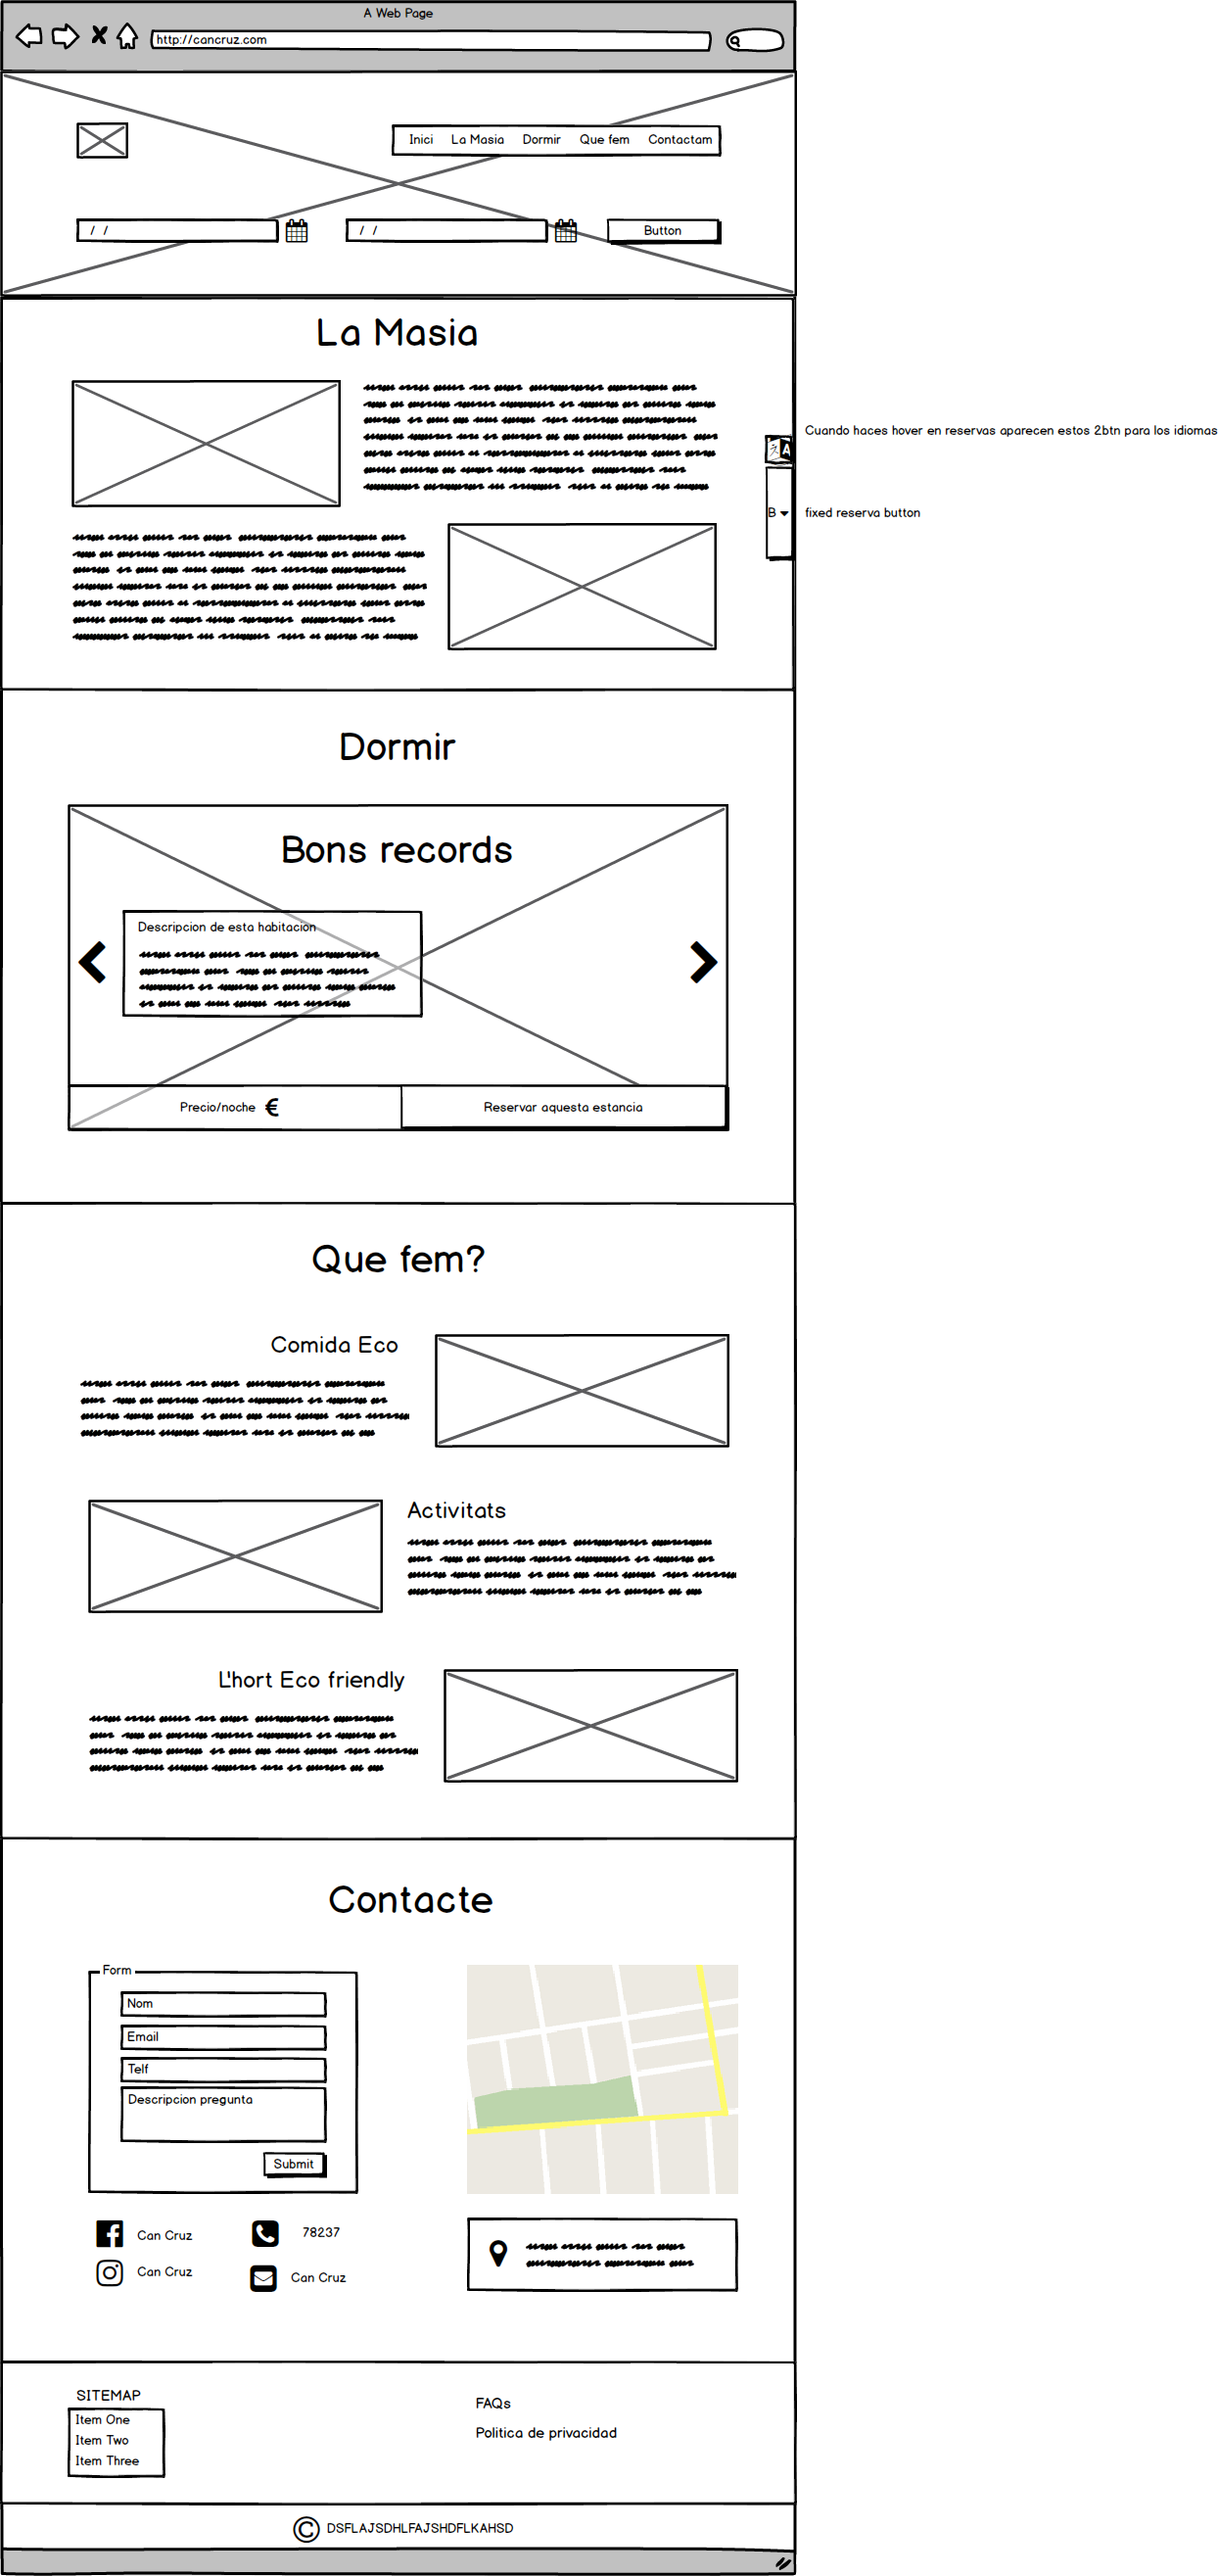 A Web Page
http://cancruz.com
Inici La Masia Dormir Que fem Contactam
/ / / / Button
La Masia
Cuando haces hover en reservas aparecen estos 2btn para los idiomas
A
B fixed reserva button
Dormir
Bons records
Descripcion de esta habitacion
Precio/noche € Reservar aquesta estancia
Que fem?
Comida Eco
Activitats
L'hort Eco friendly
Contacte
Form
Nom
Email
Telf
Descripcion pregunta
Submit
Can Cruz 78237
Can Cruz Can Cruz
SITEMAP
Item One
Item Two
Item Three
FAQs
Politica de privacidad
© DSFLAJSDHLFAJSHDFLKAHSD